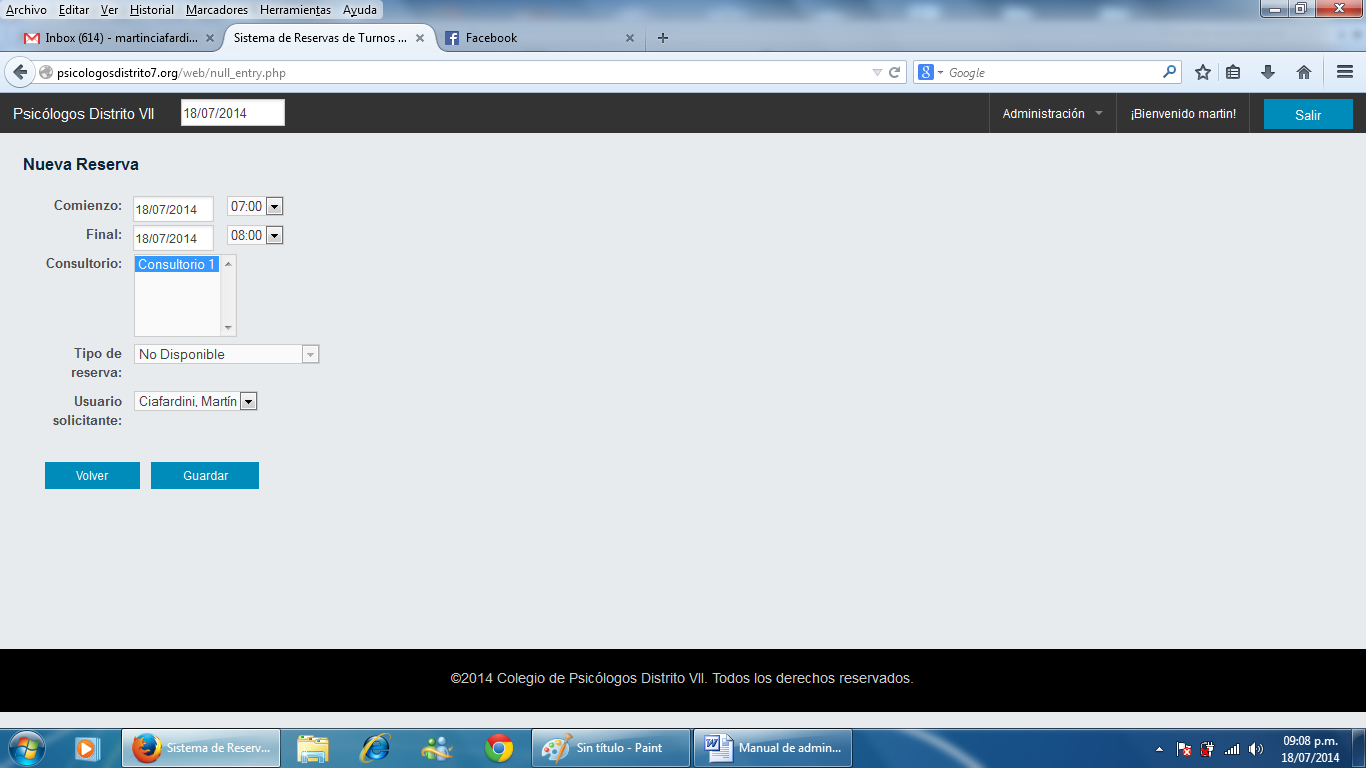 Archivo Editar Ver Historial Marcadores Herramientas Ayuda
Inbox (614) - martinciafardi... × Sistema de Reservas de Turnos ... × Facebook × +
psicologosdistrito7.org/web/null_entry.php Google
Psicólogos Distrito VII 18/07/2014 Administración ¡Bienvenido martin! Salir
Nueva Reserva
Comienzo: 18/07/2014 07:00
Final: 18/07/2014 08:00
Consultorio: Consultorio 1
Tipo de No Disponible
reserva:
Usuario Ciafardini, Martín
solicitante:
Volver Guardar
©2014 Colegio de Psicólogos Distrito VII. Todos los derechos reservados.
Sistema de Reserv... Sin título - Paint Manual de admin... 09:08 p.m.
18/07/2014